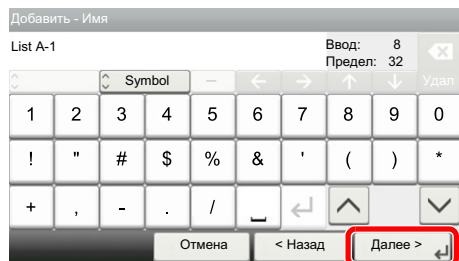 Добавить - Имя
List A-1
Ввод: 8
Предел: 32
Symbol - ← → ↑ ↓ Удал
1 2 3 4 5 6 7 8 9 0
! " # $ % & ' ( ) *
+ , - . / _
Отмена < Назад Далее >